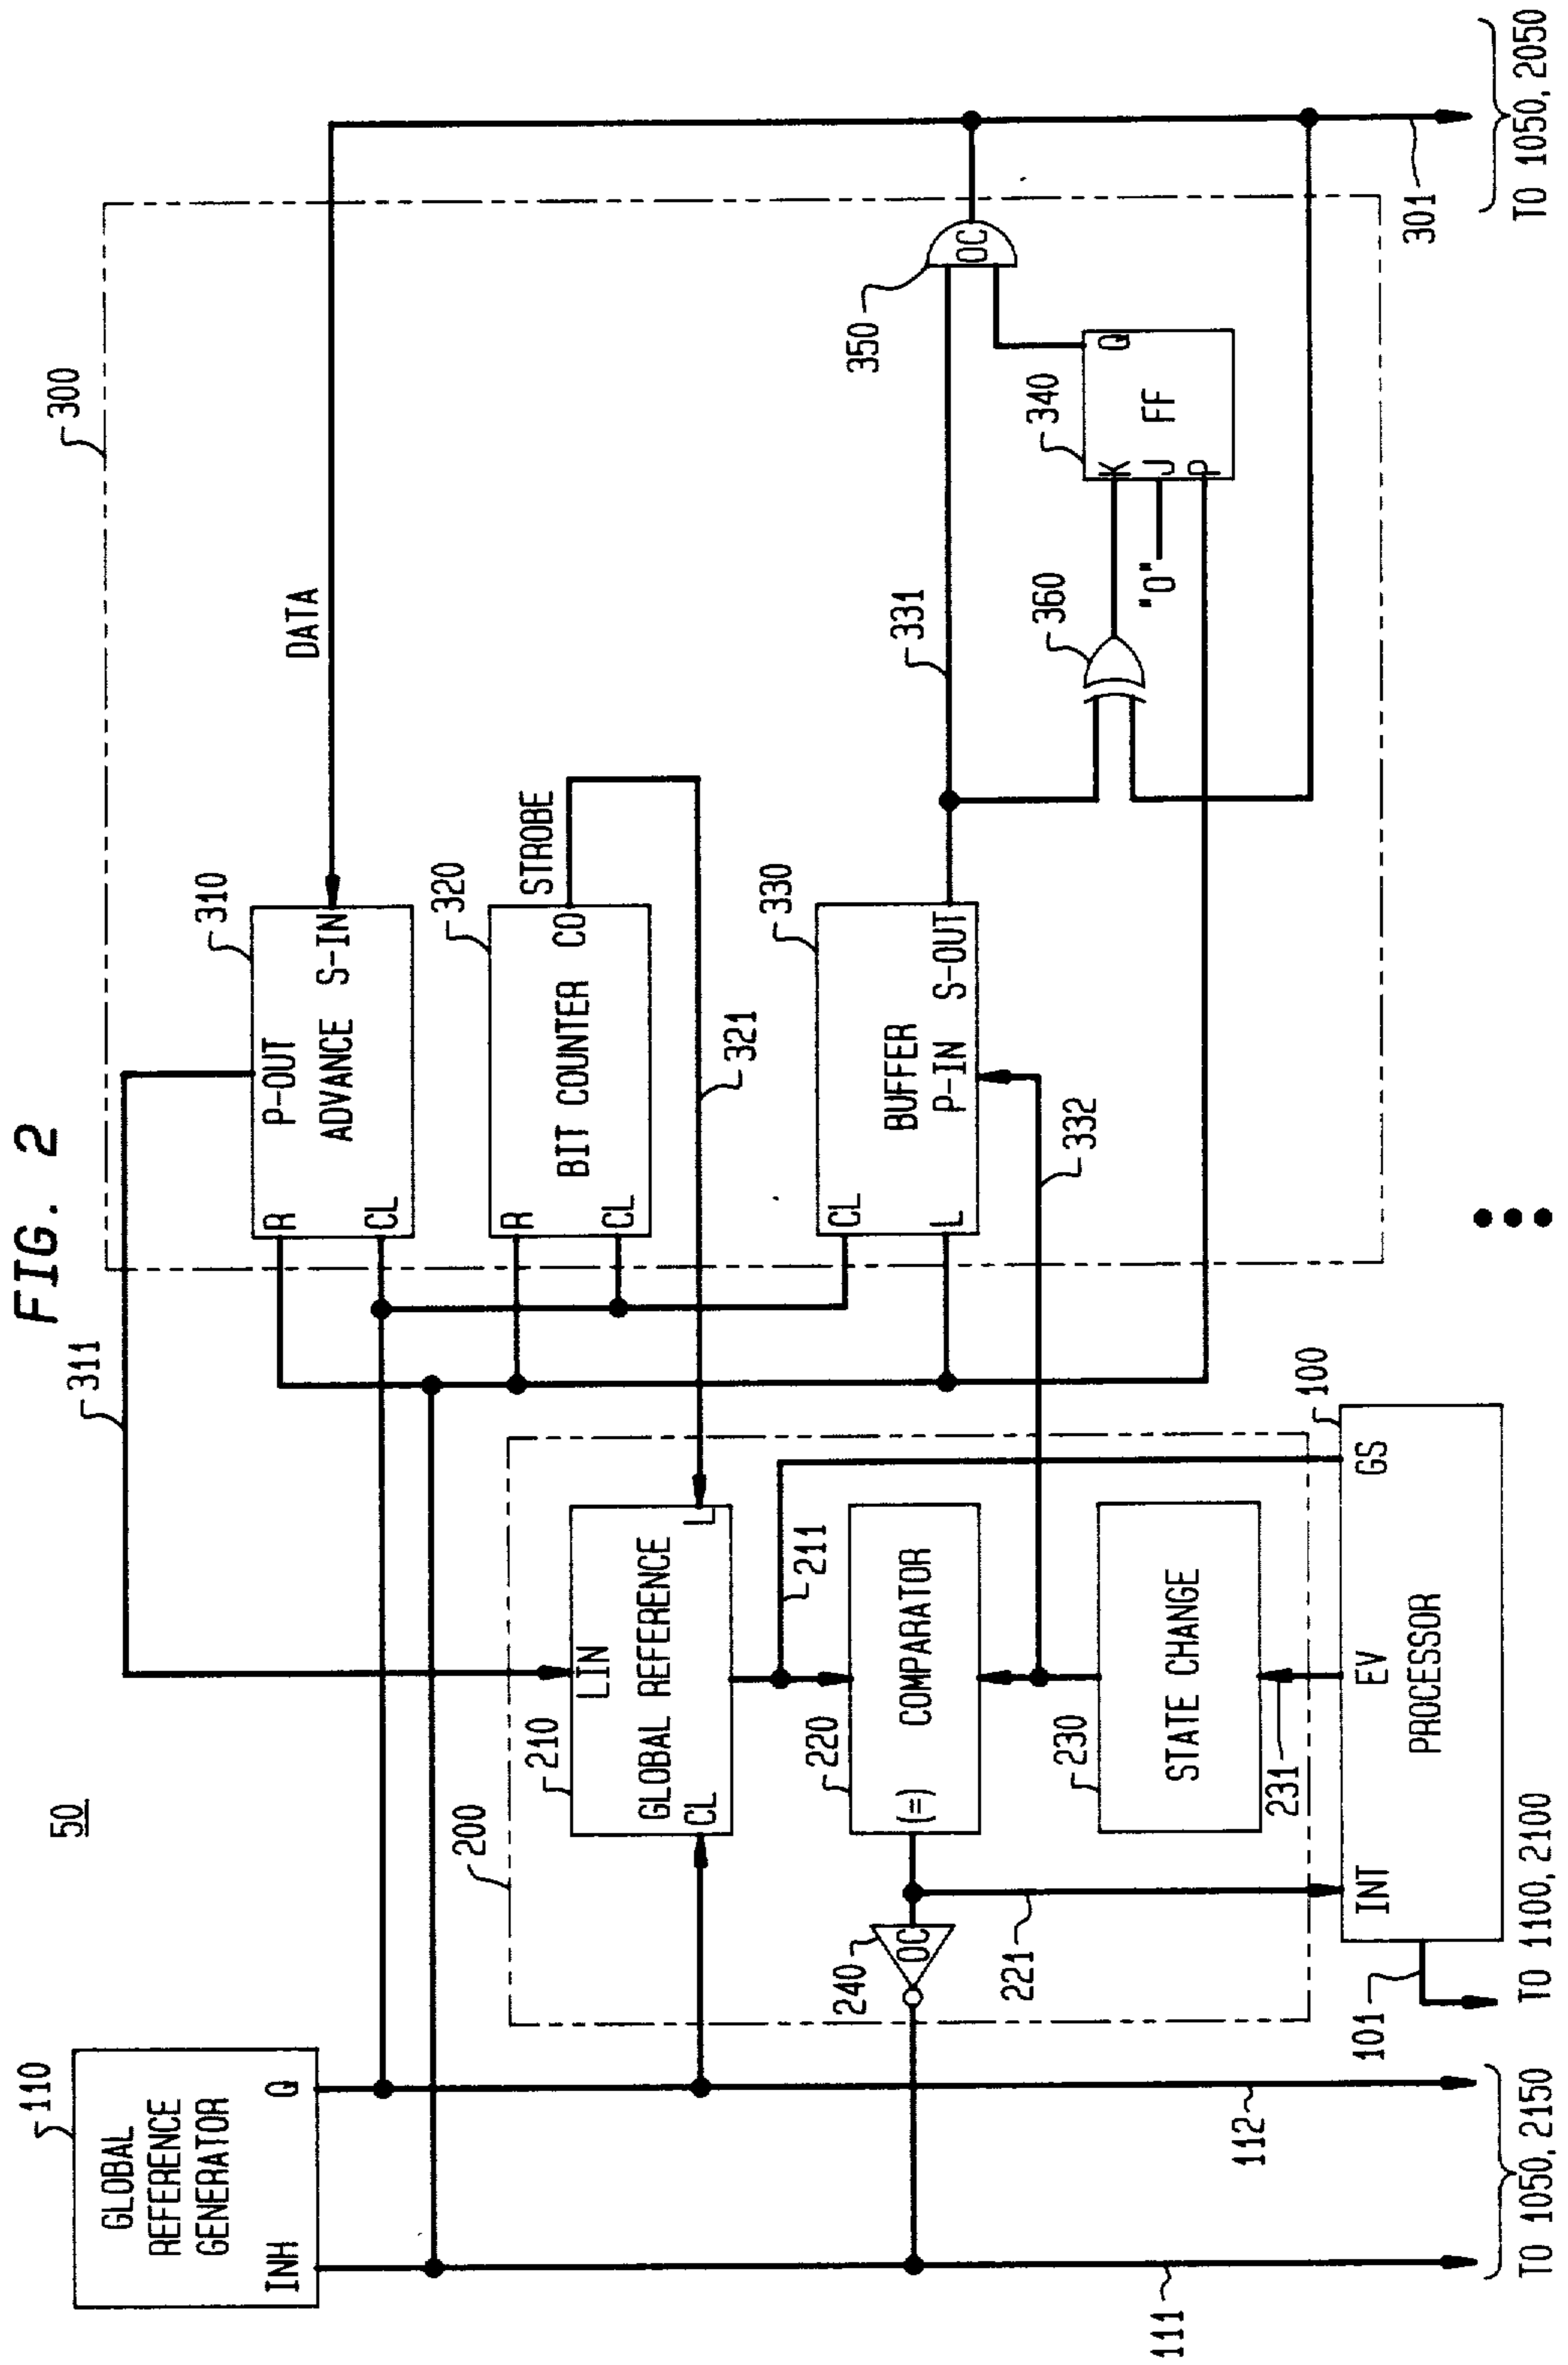 FIG. 2
50
300
DATA
311
310
P-OUT
ADVANCE S-IN
R
CL
320
STROBE
BIT COUNTER CO
R
CL
321
330
BUFFER
P-IN S-OUT
CL
L
332
331
350
OC
340
K
J
P
Q
FF
"0"
360
301
TO 1050, 2050
110
GLOBAL
REFERENCE
GENERATOR
INH
Q
200
210
LIN
GLOBAL REFERENCE
CL
L
211
220
COMPARATOR
(=)
240
OC
221
230
STATE CHANGE
231
100
INT
EV
GS
PROCESSOR
101
TO 1100, 2100
112
111
TO 1050, 2150